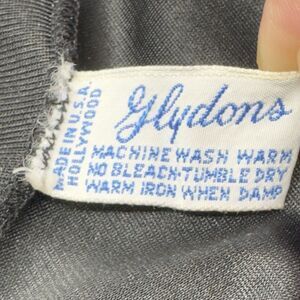 Glydons
MADE IN U.S.A.
HOLLYWOOD
MACHINE WASH WARM
NO BLEACH-TUMBLE DRY
WARM IRON WHEN DAMP